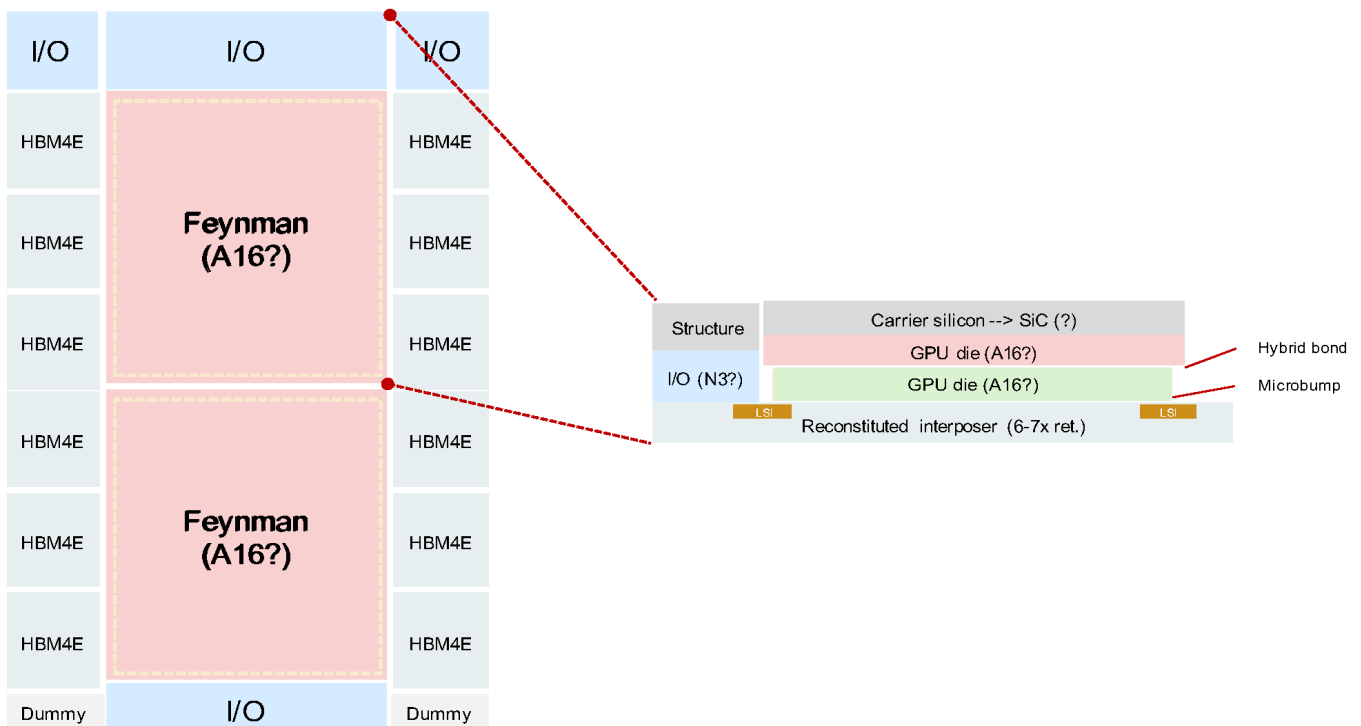 I/O
I/O
I/O
HBM4E
HBM4E
HBM4E
HBM4E
HBM4E
HBM4E
Feynman
(A16?)
Feynman
(A16?)
HBM4E
HBM4E
HBM4E
HBM4E
HBM4E
HBM4E
Dummy
I/O
Dummy
Structure
I/O (N3?)
Carrier silicon --> SiC (?)
GPU die (A16?)
GPU die (A16?)
LSI
LSI
Reconstituted interposer (6-7x ret.)
Hybrid bond
Microbump